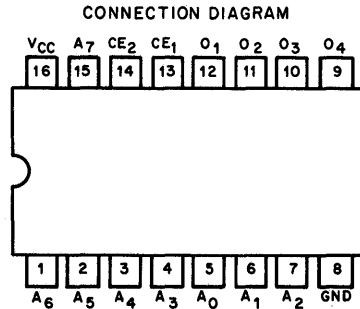 CONNECTION DIAGRAM
VCC A7 CE2 CE1 O1 O2 O3 O4
16 15 14 13 12 11 10 9
1 2 3 4 5 6 7 8
A6 A5 A4 A3 A0 A1 A2 GND